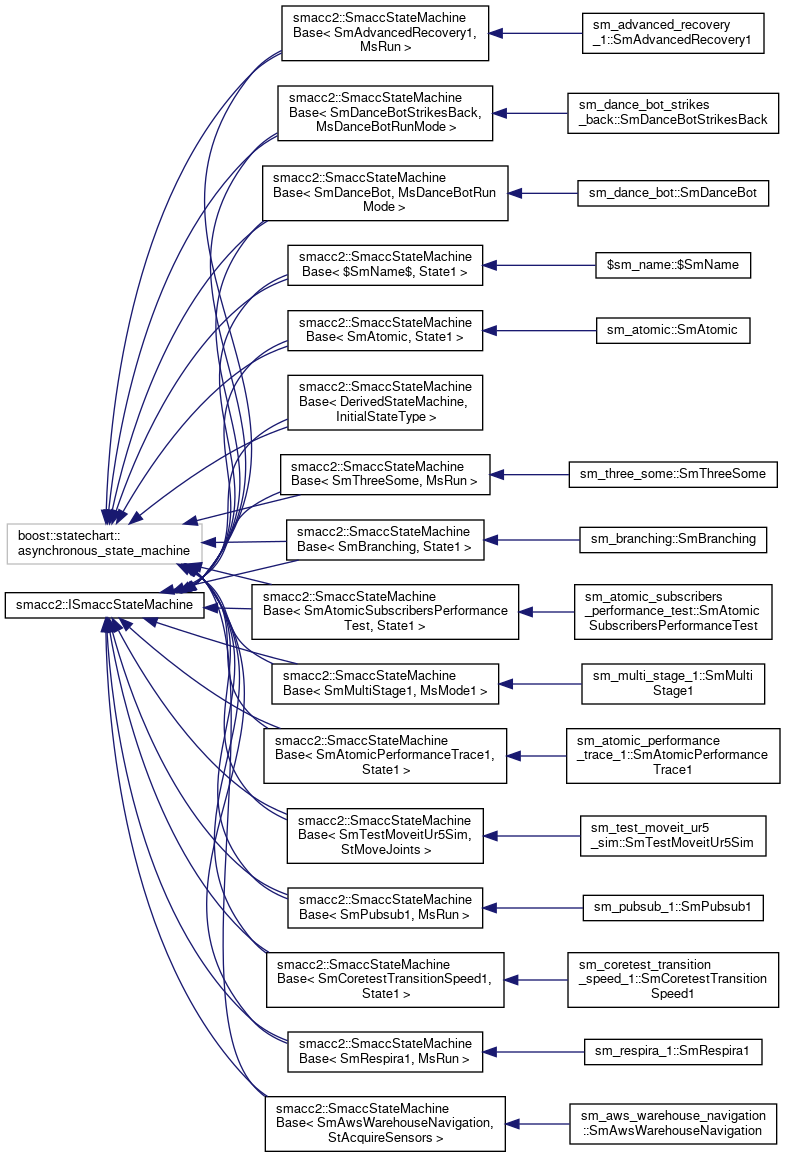 boost::statechart::
asynchronous_state_machine
smacc2::ISmaccStateMachine
smacc2::SmaccStateMachine
Base< SmAdvancedRecovery1,
MsRun >
sm_advanced_recovery
_1::SmAdvancedRecovery1
smacc2::SmaccStateMachine
Base< SmDanceBotStrikesBack,
MsDanceBotRunMode >
sm_dance_bot_strikes
_back::SmDanceBotStrikesBack
smacc2::SmaccStateMachine
Base< SmDanceBot, MsDanceBotRun
Mode >
sm_dance_bot::SmDanceBot
smacc2::SmaccStateMachine
Base< $SmName$, State1 >
$sm_name::$SmName
smacc2::SmaccStateMachine
Base< SmAtomic, State1 >
sm_atomic::SmAtomic
smacc2::SmaccStateMachine
Base< DerivedStateMachine,
InitialStateType >
smacc2::SmaccStateMachine
Base< SmThreeSome, MsRun >
sm_three_some::SmThreeSome
smacc2::SmaccStateMachine
Base< SmBranching, State1 >
sm_branching::SmBranching
smacc2::SmaccStateMachine
Base< SmAtomicSubscribersPerformance
Test, State1 >
sm_atomic_subscribers
_performance_test::SmAtomic
SubscribersPerformanceTest
smacc2::SmaccStateMachine
Base< SmMultiStage1, MsMode1 >
sm_multi_stage_1::SmMulti
Stage1
smacc2::SmaccStateMachine
Base< SmAtomicPerformanceTrace1,
State1 >
sm_atomic_performance
_trace_1::SmAtomicPerformance
Trace1
smacc2::SmaccStateMachine
Base< SmTestMoveitUr5Sim,
StMoveJoints >
sm_test_moveit_ur5
_sim::SmTestMoveitUr5Sim
smacc2::SmaccStateMachine
Base< SmPubsub1, MsRun >
sm_pubsub_1::SmPubsub1
smacc2::SmaccStateMachine
Base< SmCoretestTransitionSpeed1,
State1 >
sm_coretest_transition
_speed_1::SmCoretestTransition
Speed1
smacc2::SmaccStateMachine
Base< SmRespira1, MsRun >
sm_respira_1::SmRespira1
smacc2::SmaccStateMachine
Base< SmAwsWarehouseNavigation,
StAcquireSensors >
sm_aws_warehouse_navigation
::SmAwsWarehouseNavigation